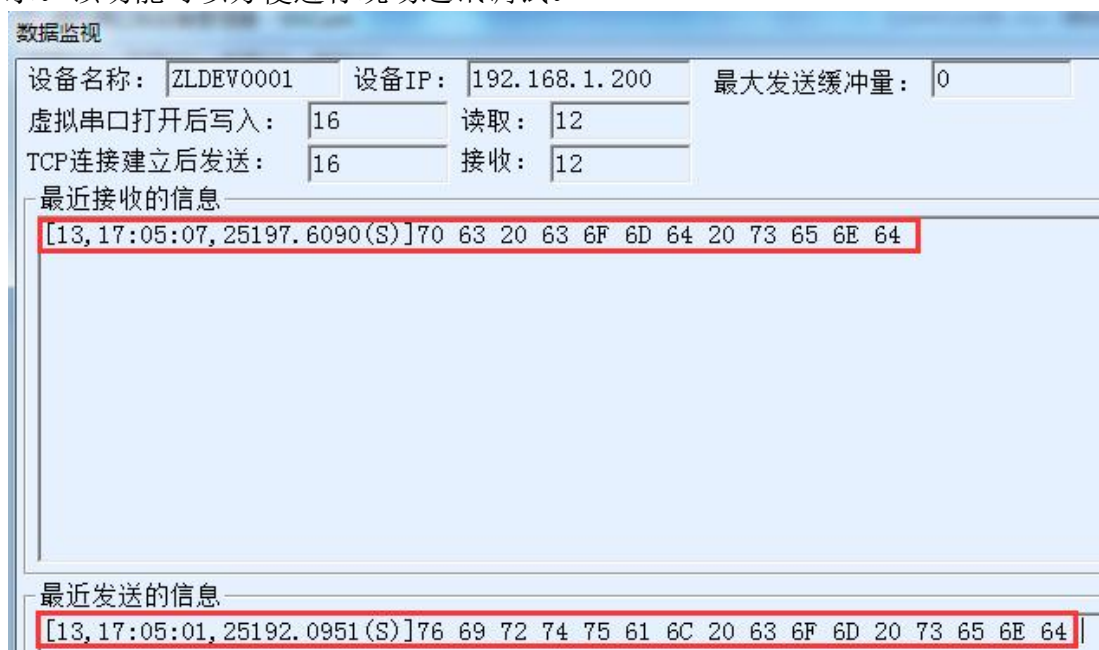 数据监视
设备名称: ZLDEV0001 设备IP: 192.168.1.200 最大发送缓冲量: 0
虚拟串口打开后写入: 16 读取: 12
TCP连接建立后发送: 16 接收: 12
最近接收的信息
[13,17:05:07,25197.6090(S)]70 63 20 63 6F 6D 64 20 73 65 6E 64
最近发送的信息
[13,17:05:01,25192.0951(S)]76 69 72 74 75 61 6C 20 63 6F 6D 20 73 65 6E 64